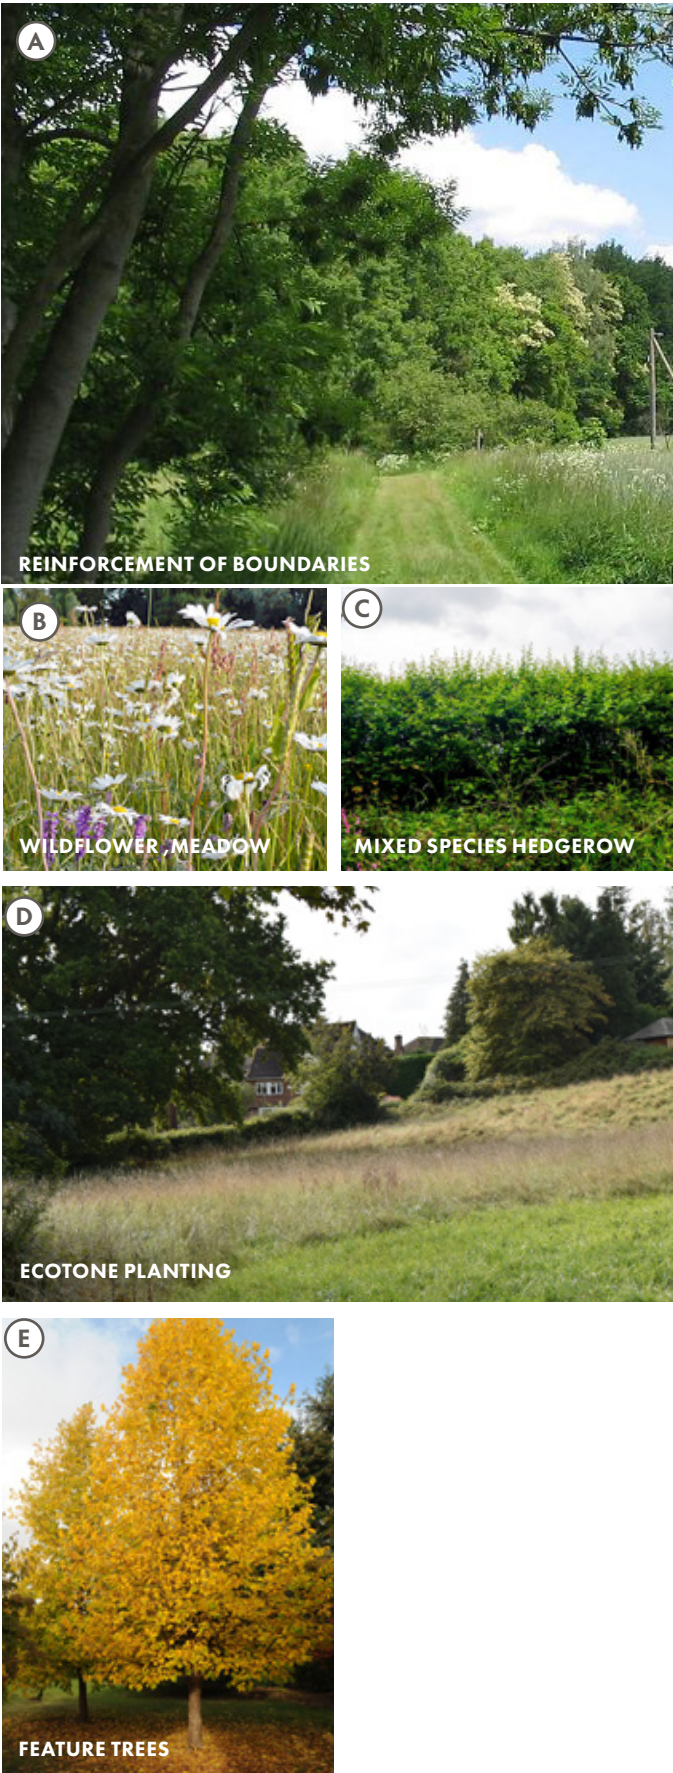 A
REINFORCEMENT OF BOUNDARIES
B
WILDFLOWER ,MEADOW
C
MIXED SPECIES HEDGEROW
D
ECOTONE PLANTING
E
FEATURE TREES